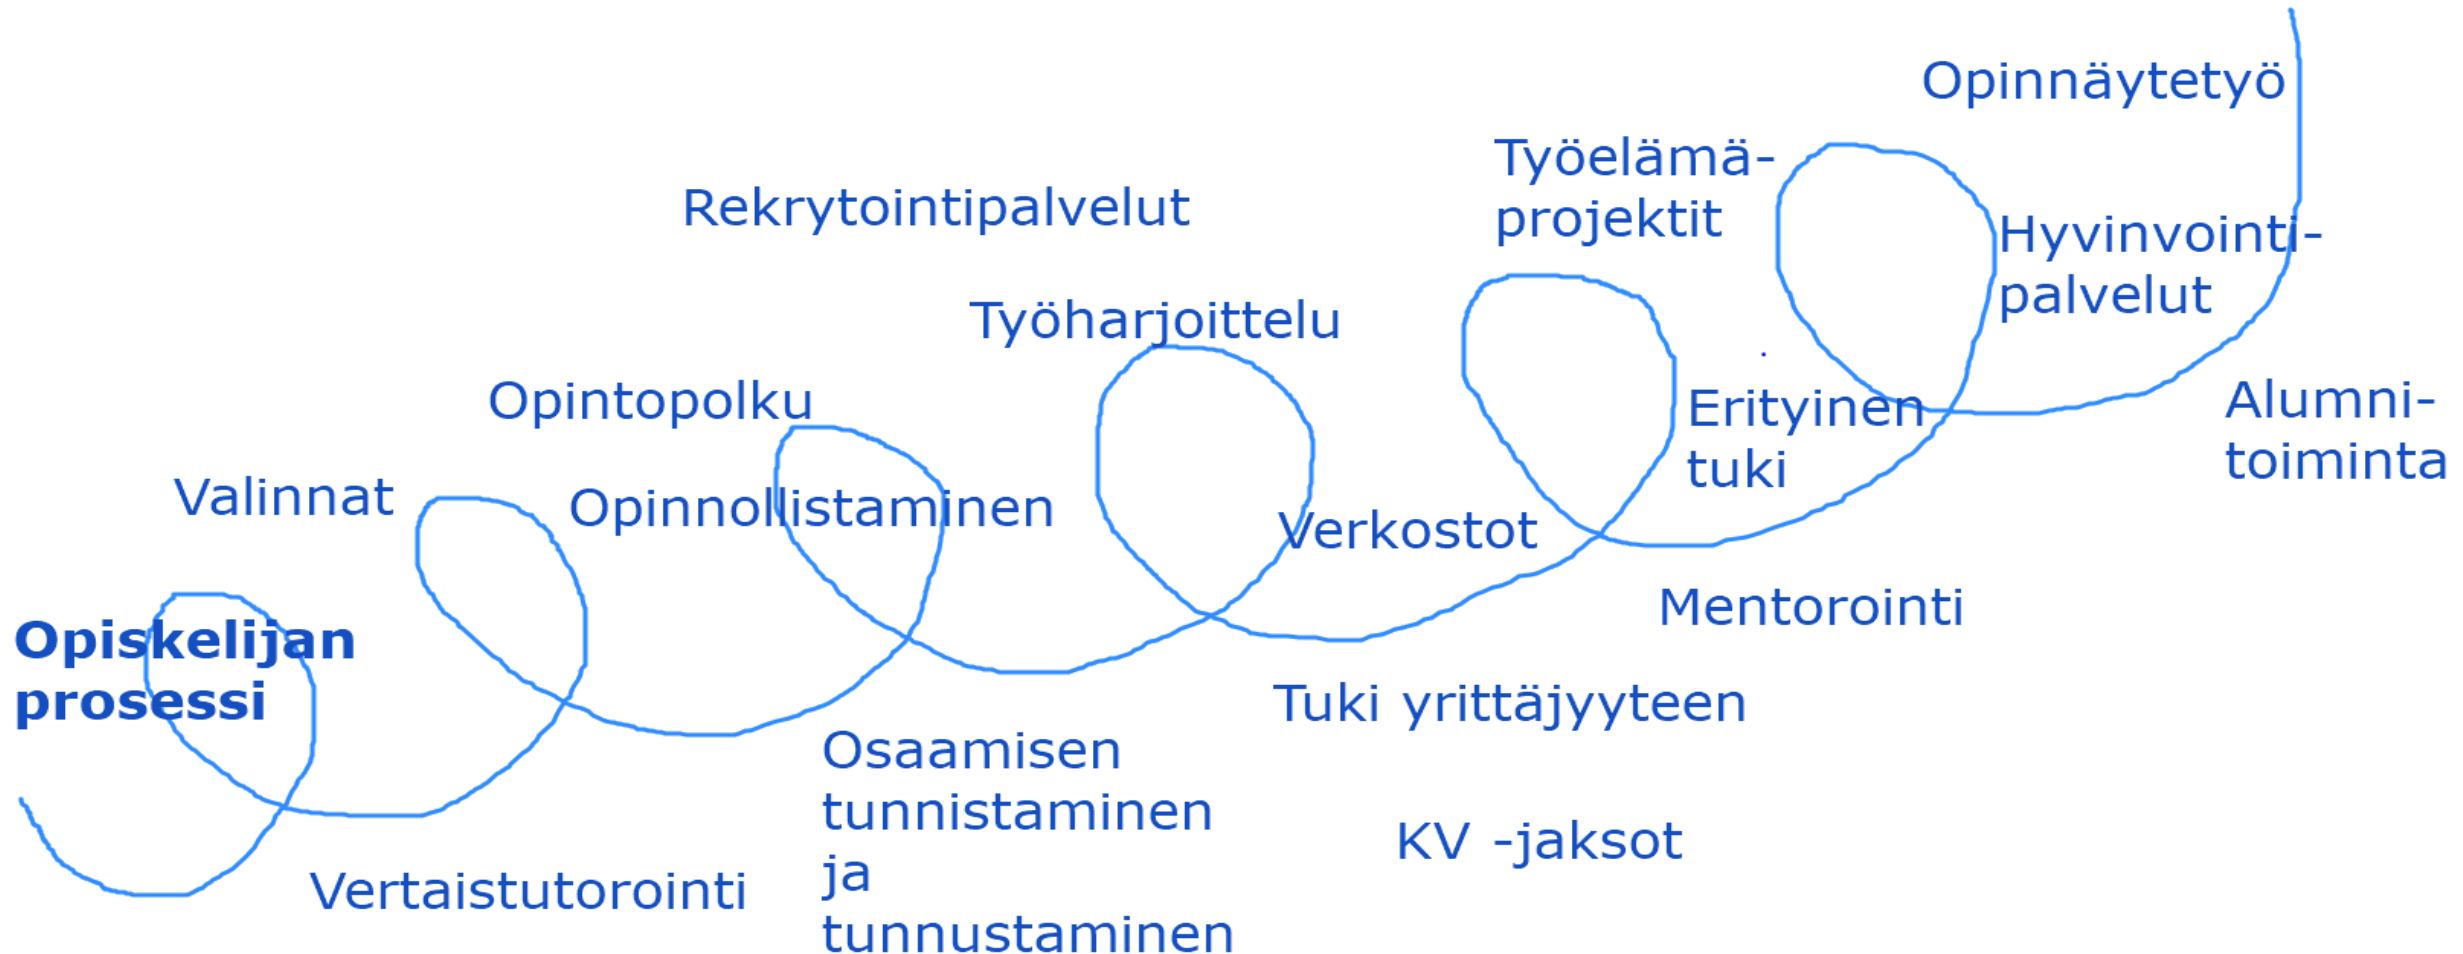 Opinnäytetyö
Työelämä-
projektit
Rekrytointipalvelut
Hyvinvointi-
palvelut
Työharjoittelu
Opintopolku
Erityinen
tuki
Alumni-
toiminta
Valinnat
Opinnollistaminen
Verkostot
Opiskelijan
prosessi
Mentorointi
Tuki yrittäjyyteen
Osaamisen
tunnistaminen
ja
tunnustaminen
KV -jaksot
Vertaistutorointi